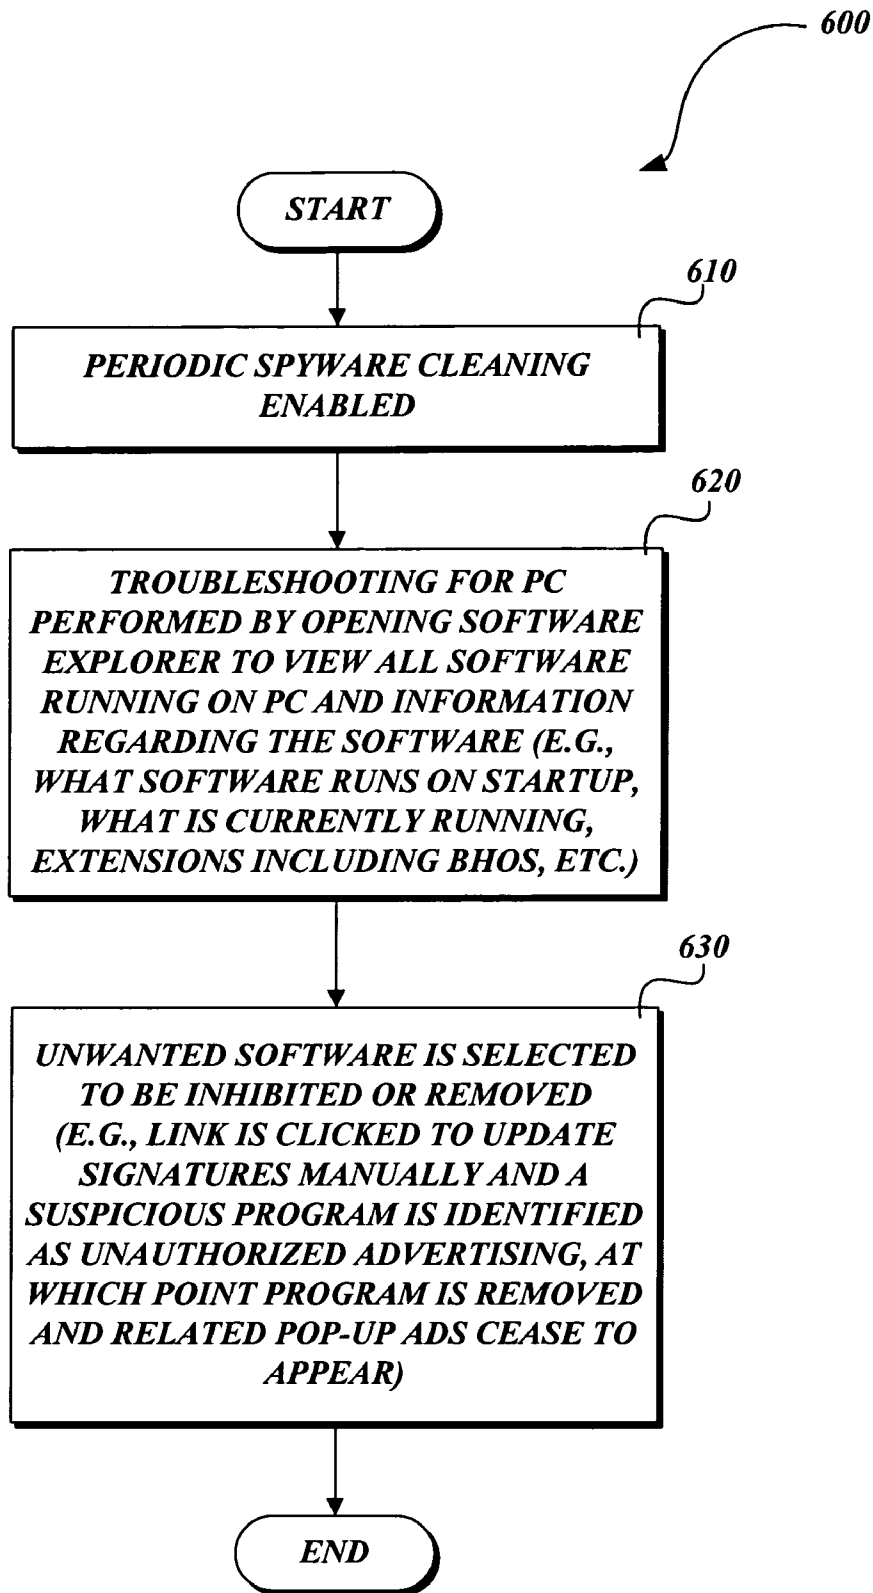 600
START
610
PERIODIC SPYWARE CLEANING
ENABLED
620
TROUBLESHOOTING FOR PC
PERFORMED BY OPENING SOFTWARE
EXPLORER TO VIEW ALL SOFTWARE
RUNNING ON PC AND INFORMATION
REGARDING THE SOFTWARE (E.G.,
WHAT SOFTWARE RUNS ON STARTUP,
WHAT IS CURRENTLY RUNNING,
EXTENSIONS INCLUDING BHOS, ETC.)
630
UNWANTED SOFTWARE IS SELECTED
TO BE INHIBITED OR REMOVED
(E.G., LINK IS CLICKED TO UPDATE
SIGNATURES MANUALLY AND A
SUSPICIOUS PROGRAM IS IDENTIFIED
AS UNAUTHORIZED ADVERTISING, AT
WHICH POINT PROGRAM IS REMOVED
AND RELATED POP-UP ADS CEASE TO
APPEAR)
END